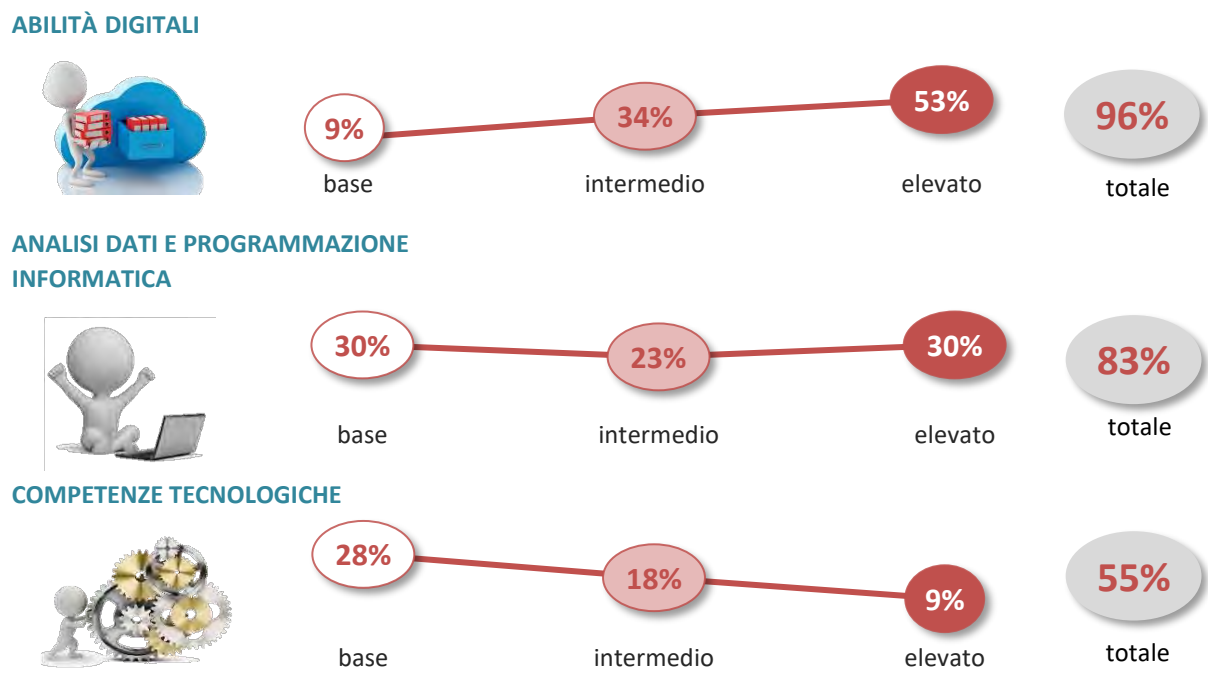 ABILITÀ DIGITALI
9%
34%
53%
96%
base
intermedio
elevato
totale
ANALISI DATI E PROGRAMMAZIONE
INFORMATICA
30%
23%
30%
83%
base
intermedio
elevato
totale
COMPETENZE TECNOLOGICHE
28%
18%
9%
55%
base
intermedio
elevato
totale